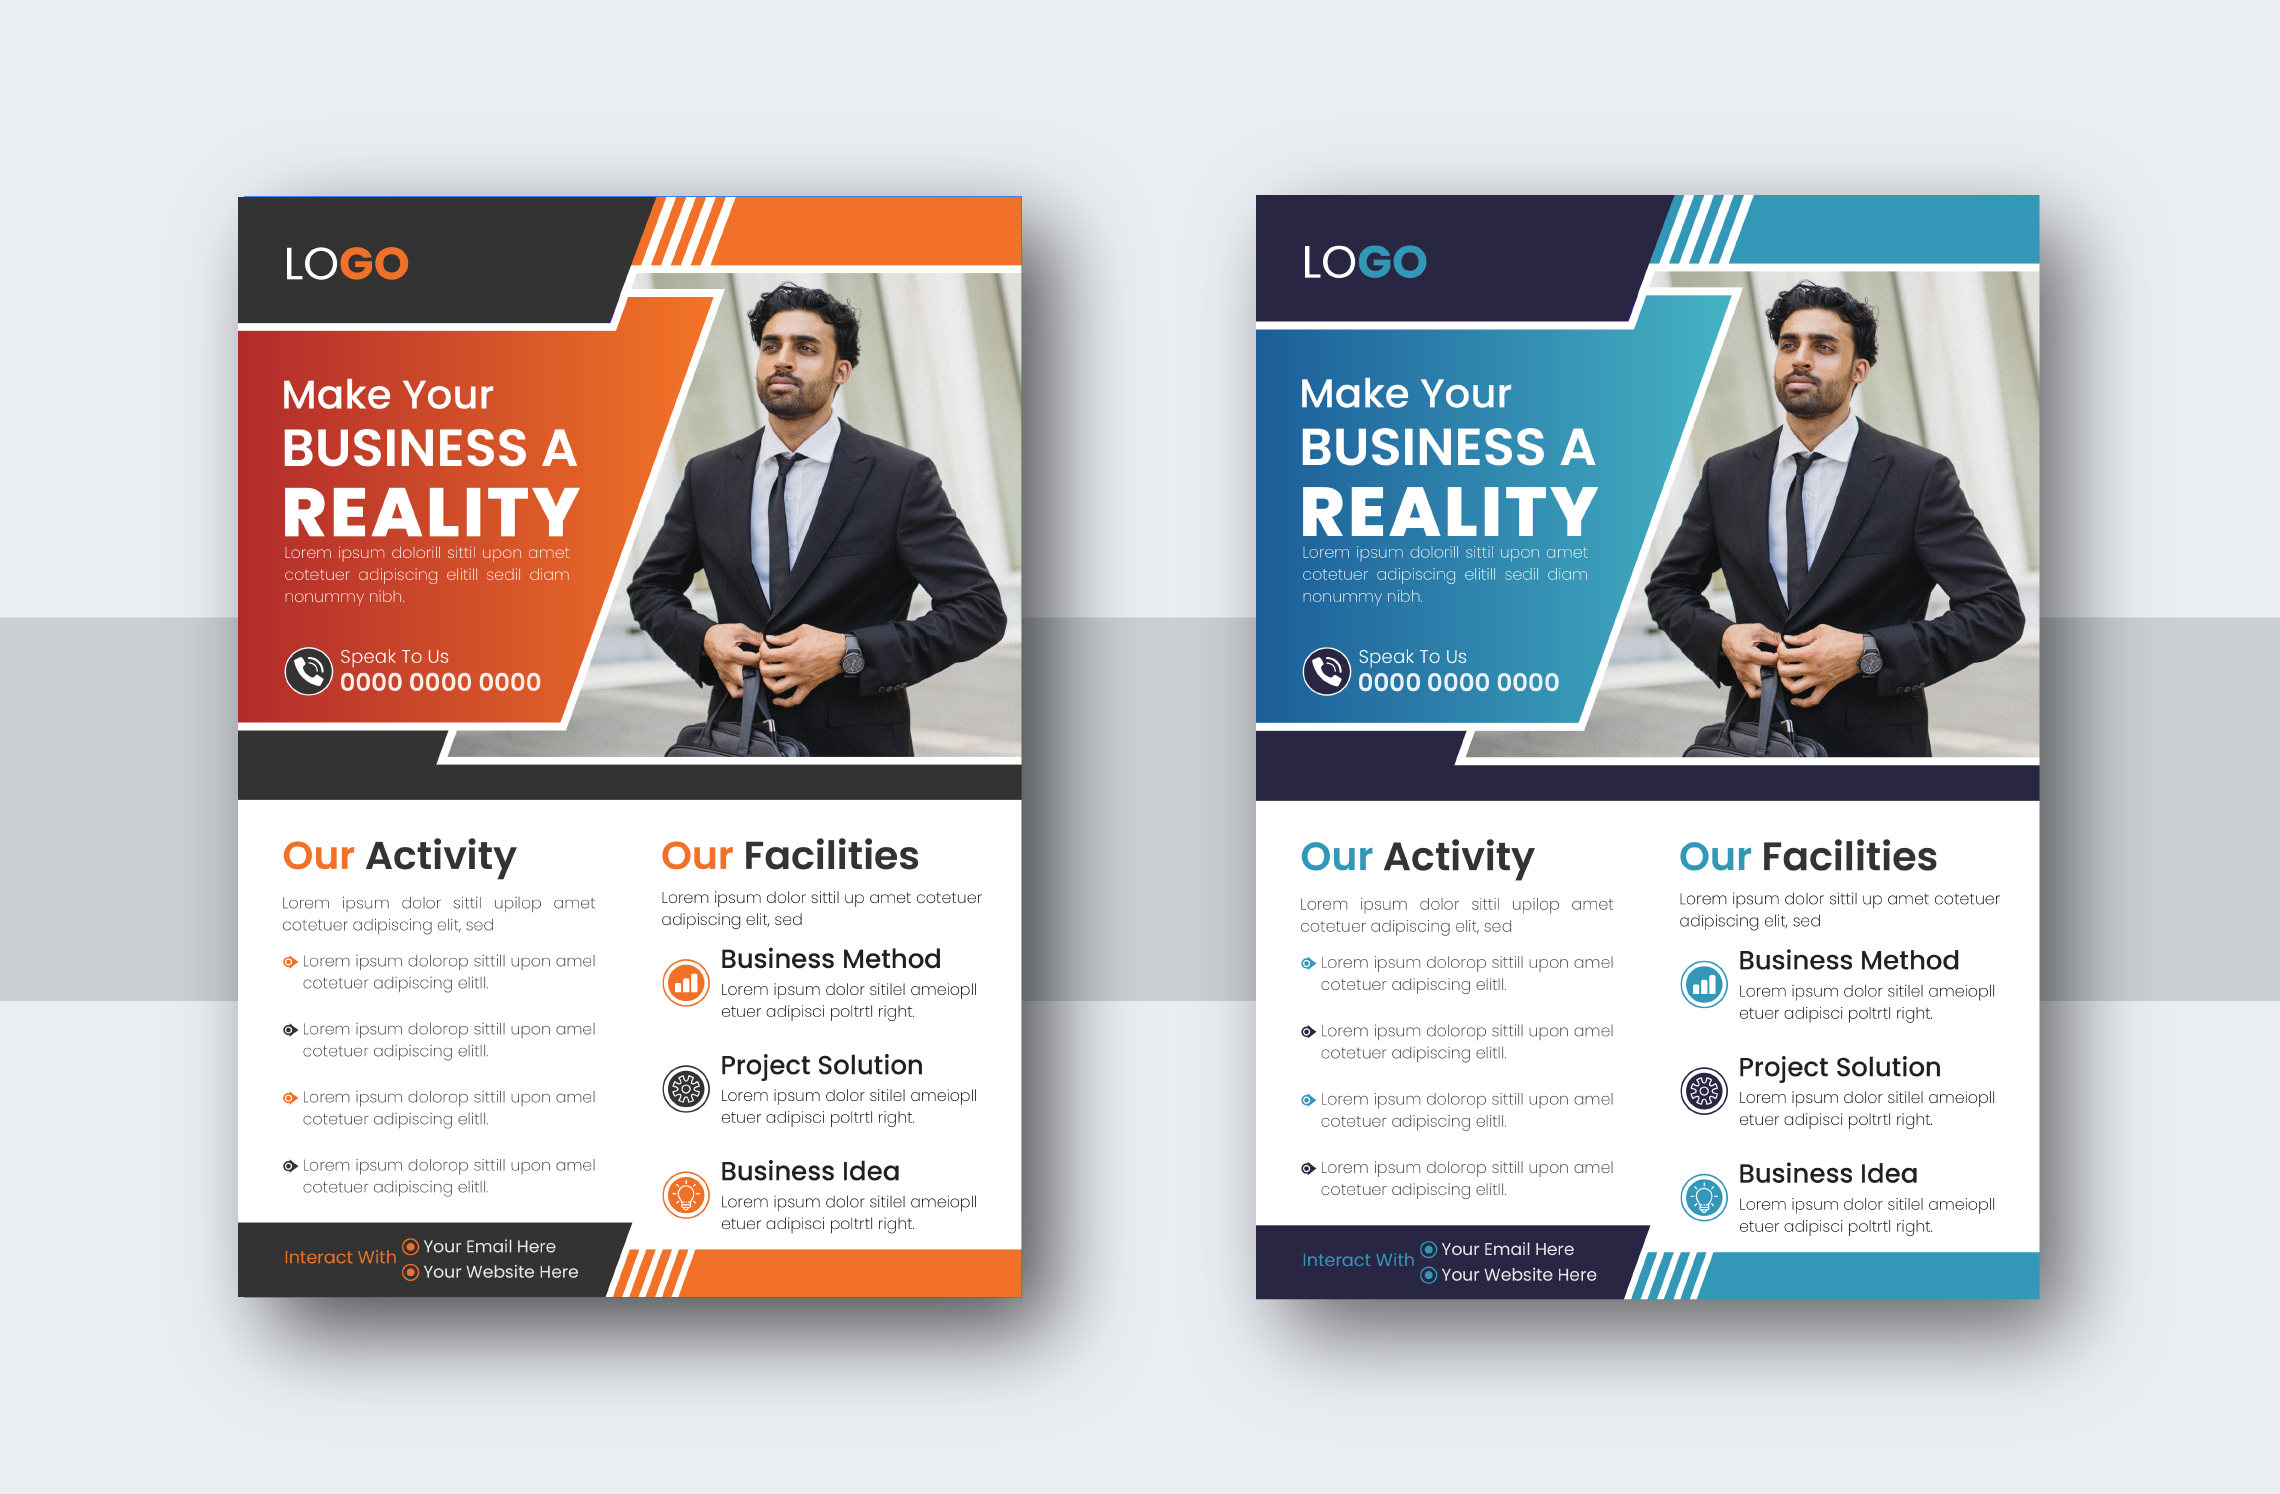 LOGO
Make Your
BUSINESS A
REALITY
Lorem ipsum dolorill sittil upon amet
cotetuer adipiscing elitill sedil diam
nonummy nibh.
Speak To Us
0000 0000 0000
Our Activity
Lorem ipsum dolor sittil upilop amet
cotetuer adipiscing elit, sed
Lorem ipsum dolorop sittill upon amel
cotetuer adipiscing elitll.
Lorem ipsum dolorop sittill upon amel
cotetuer adipiscing elitll.
Lorem ipsum dolorop sittill upon amel
cotetuer adipiscing elitll.
Lorem ipsum dolorop sittill upon amel
cotetuer adipiscing elitll.
Our Facilities
Lorem ipsum dolor sittil up amet cotetuer
adipiscing elit, sed
Business Method
Lorem ipsum dolor sitilel ameiopll
etuer adipisci poltrtl right.
Project Solution
Lorem ipsum dolor sitilel ameiopll
etuer adipisci poltrtl right.
Business Idea
Lorem ipsum dolor sitilel ameiopll
etuer adipisci poltrtl right.
Interact With
Your Email Here
Your Website Here
LOGO
Make Your
BUSINESS A
REALITY
Lorem ipsum dolorill sittil upon amet
cotetuer adipiscing elitill sedil diam
nonummy nibh.
Speak To Us
0000 0000 0000
Our Activity
Lorem ipsum dolor sittil upilop amet
cotetuer adipiscing elit, sed
Lorem ipsum dolorop sittill upon amel
cotetuer adipiscing elitll.
Lorem ipsum dolorop sittill upon amel
cotetuer adipiscing elitll.
Lorem ipsum dolorop sittill upon amel
cotetuer adipiscing elitll.
Lorem ipsum dolorop sittill upon amel
cotetuer adipiscing elitll.
Our Facilities
Lorem ipsum dolor sittil up amet cotetuer
adipiscing elit, sed
Business Method
Lorem ipsum dolor sitilel ameiopll
etuer adipisci poltrtl right.
Project Solution
Lorem ipsum dolor sitilel ameiopll
etuer adipisci poltrtl right.
Business Idea
Lorem ipsum dolor sitilel ameiopll
etuer adipisci poltrtl right.
Interact With
Your Email Here
Your Website Here